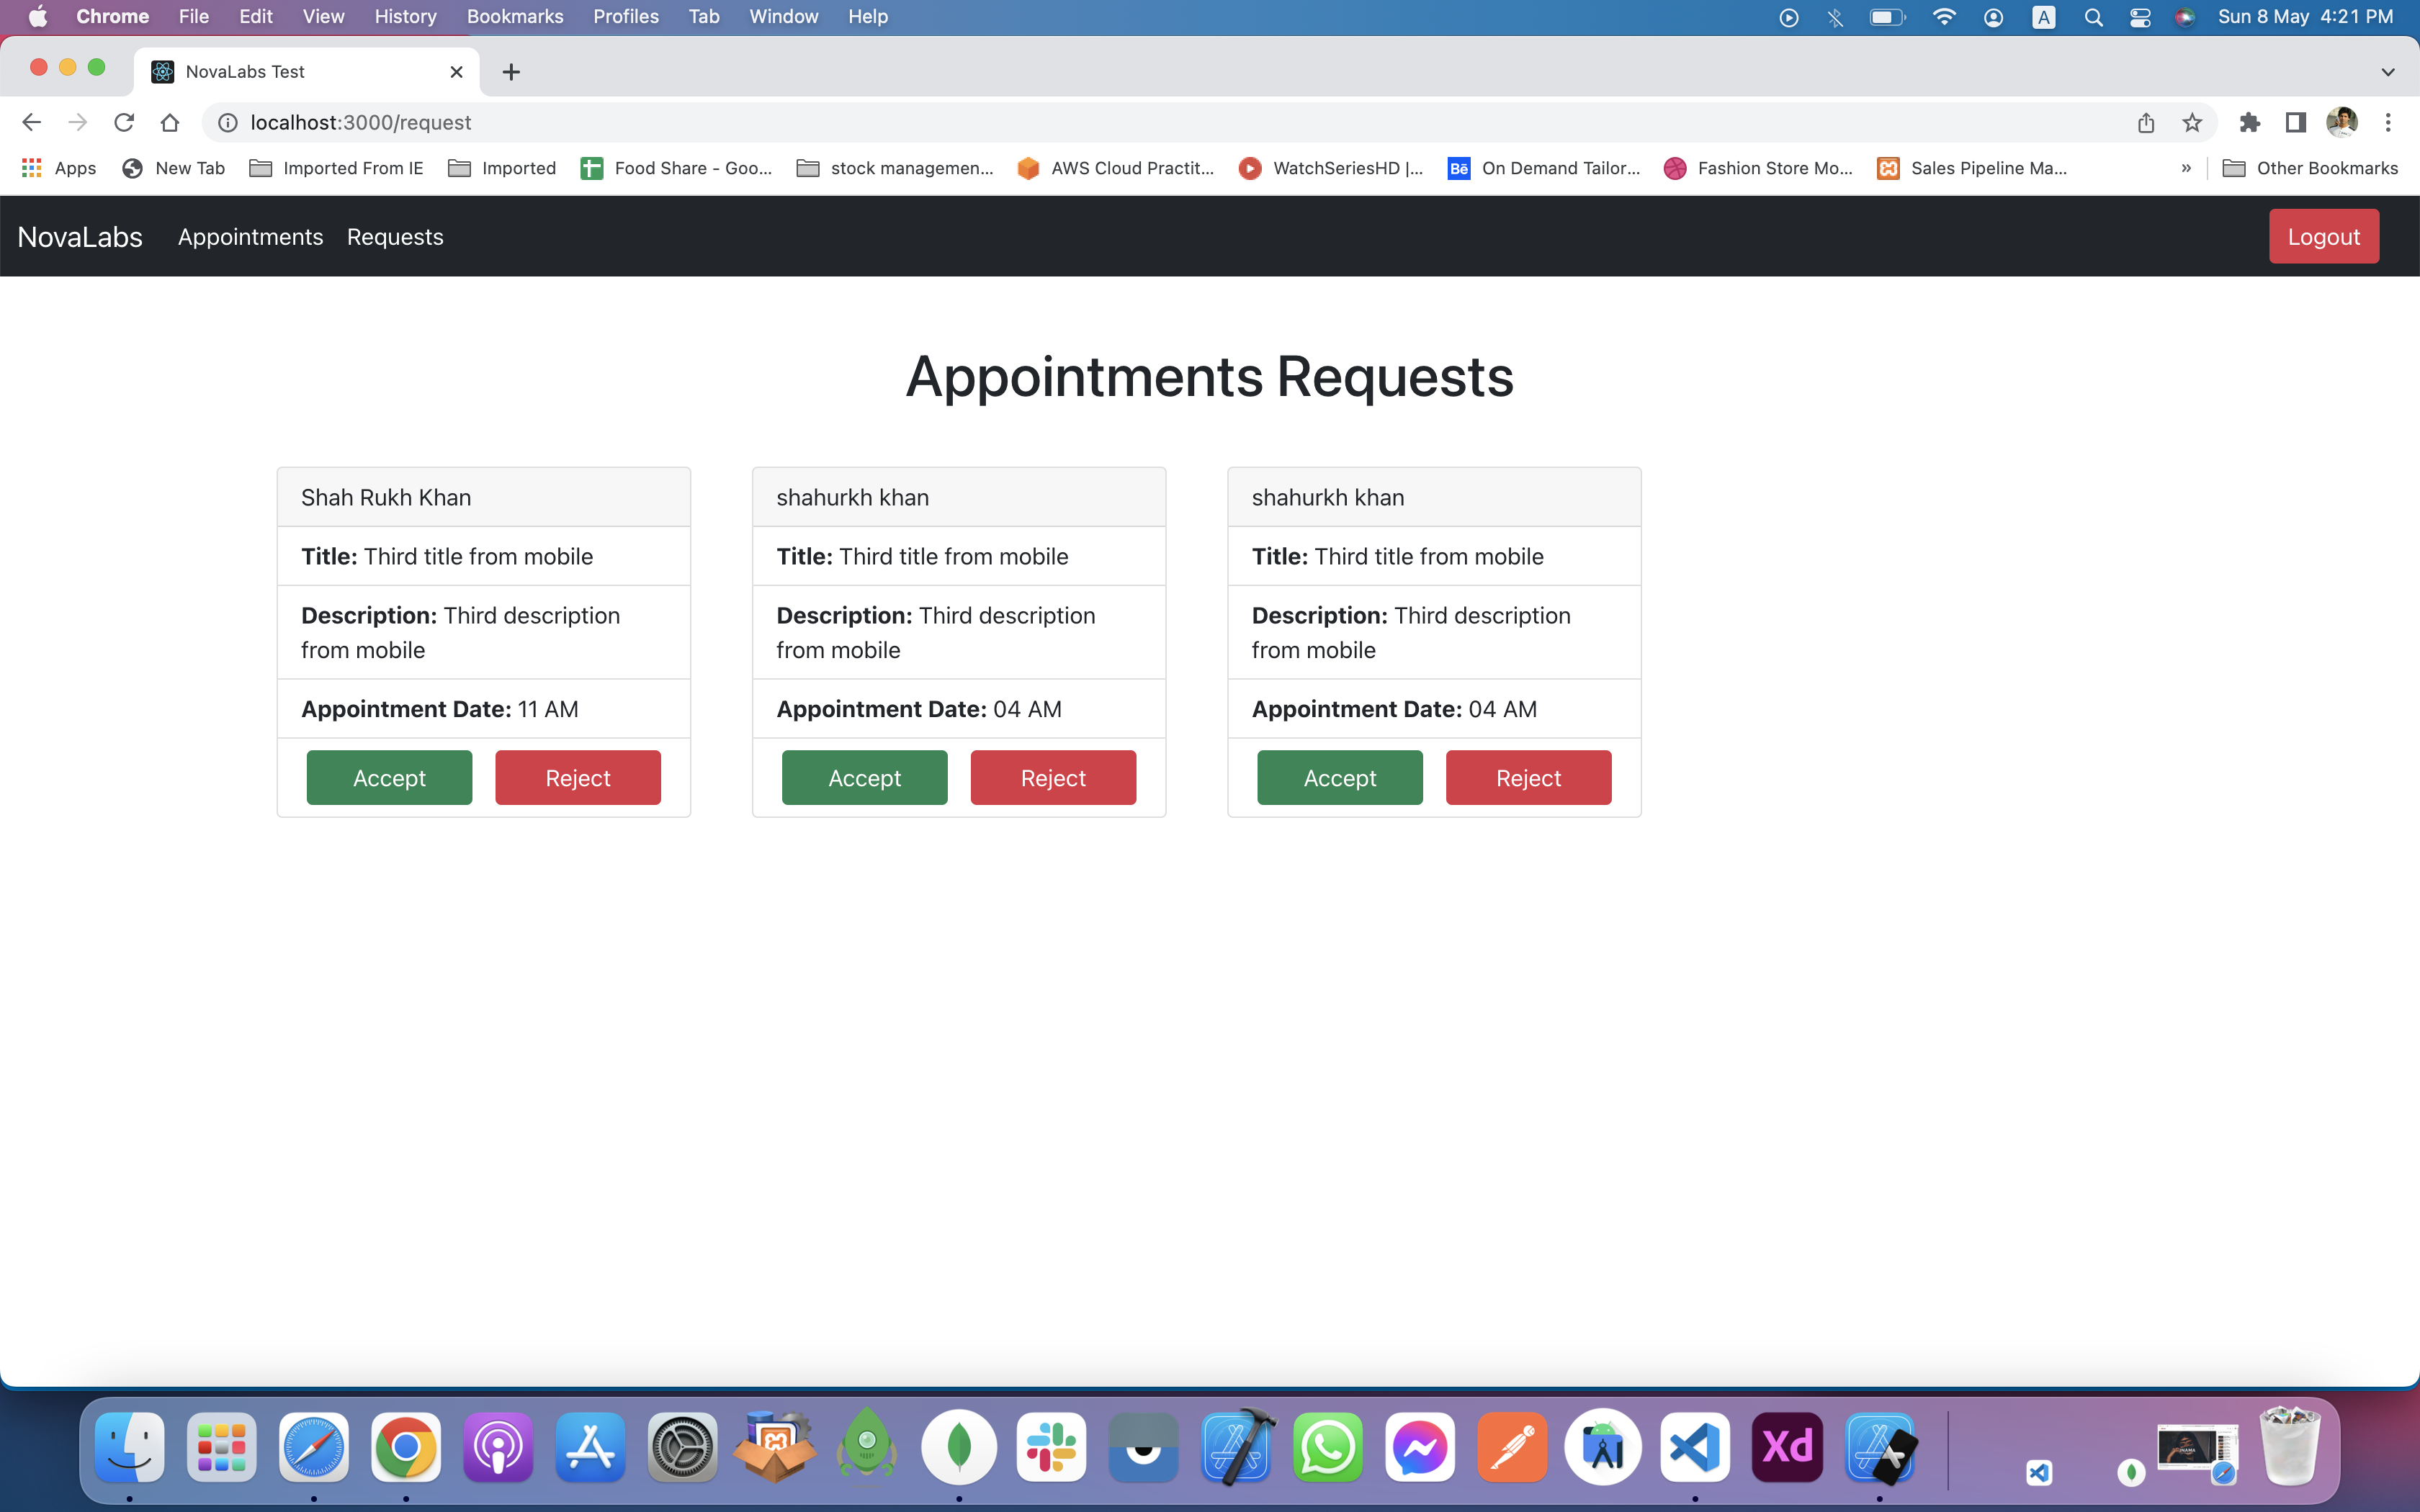 Chrome File Edit View History Bookmarks Profiles Tab Window Help A Sun 8 May 4:21 PM
NovaLabs Test
localhost:3000/request
Apps New Tab Imported From IE Imported Food Share - Goo... stock managemen... AWS Cloud Practit... WatchSeriesHD |... Bē On Demand Tailor... Fashion Store Mo... Sales Pipeline Ma... » Other Bookmarks
NovaLabs Appointments Requests Logout
Appointments Requests
Shah Rukh Khan
Title: Third title from mobile
Description: Third description
from mobile
Appointment Date: 11 AM
Accept Reject
shahurkh khan
Title: Third title from mobile
Description: Third description
from mobile
Appointment Date: 04 AM
Accept Reject
shahurkh khan
Title: Third title from mobile
Description: Third description
from mobile
Appointment Date: 04 AM
Accept Reject
Xd